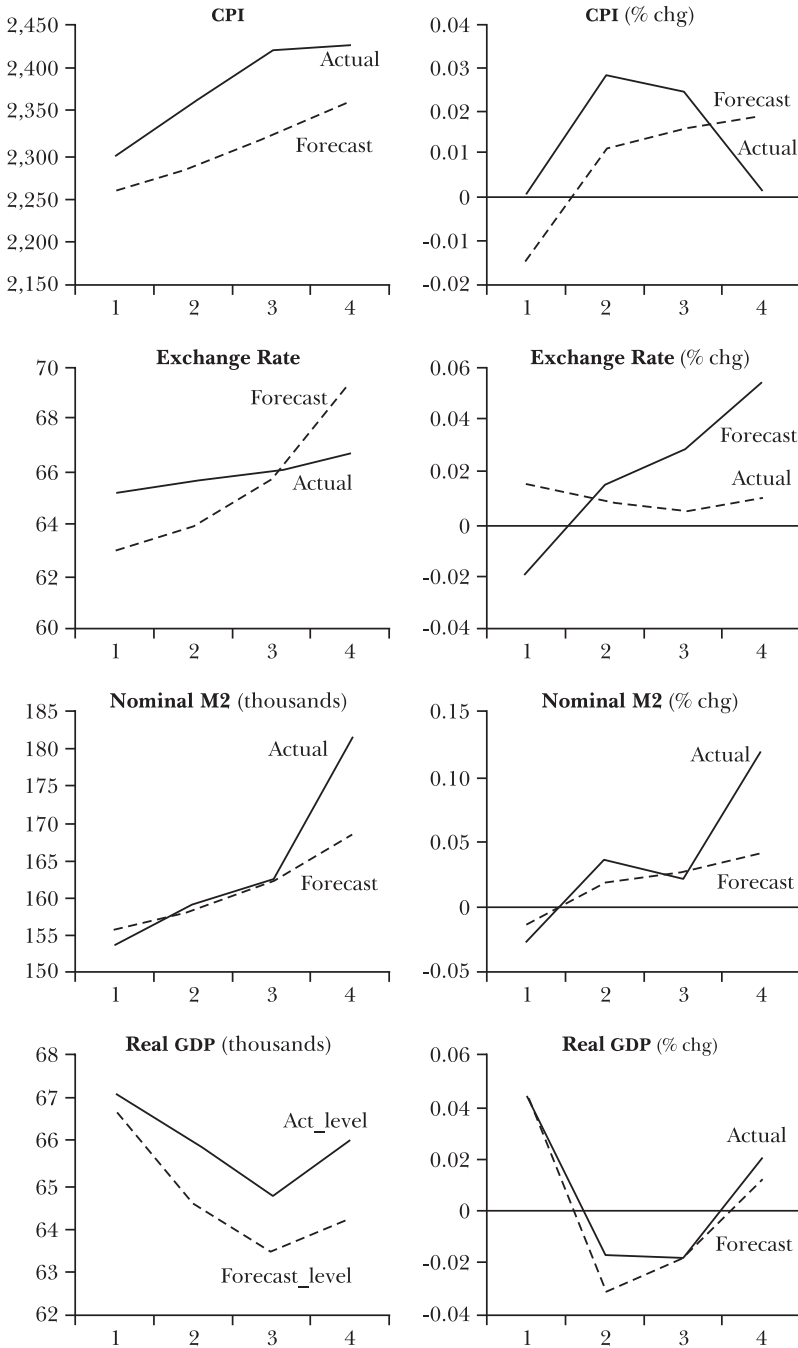 CPI
2,450
2,400
2,350
2,300
2,250
2,200
2,150
Actual
Forecast
1 2 3 4
CPI (% chg)
0.04
0.03
0.02
0.01
0
-0.01
-0.02
Forecast
Actual
1 2 3 4
Exchange Rate
70
68
66
64
62
60
Forecast
Actual
1 2 3 4
Exchange Rate (% chg)
0.06
0.04
0.02
0
-0.02
-0.04
Forecast
Actual
1 2 3 4
Nominal M2 (thousands)
185
180
175
170
165
160
155
150
Actual
Forecast
1 2 3 4
Nominal M2 (% chg)
0.15
0.10
0.05
0
-0.05
Actual
Forecast
1 2 3 4
Real GDP (thousands)
68
67
66
65
64
63
62
Act_level
Forecast_level
1 2 3 4
Real GDP (% chg)
0.06
0.04
0.02
0
-0.02
-0.04
Actual
Forecast
1 2 3 4